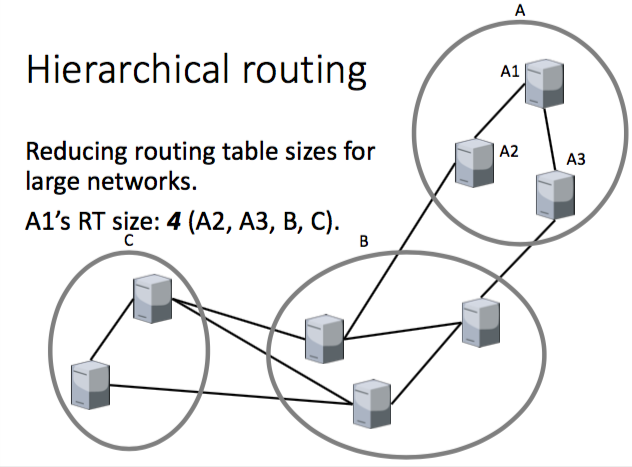 A
Hierarchical routing
A1
Reducing routing table sizes for
A2
A3
large networks.
A1’s RT size: 4 (A2, A3, B, C).
C
B